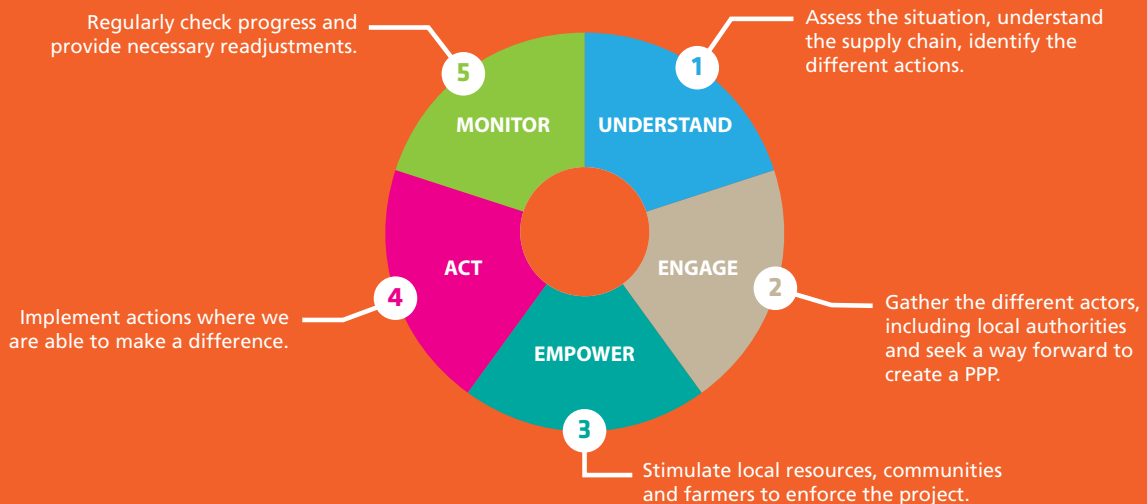 1
UNDERSTAND
Assess the situation, understand
the supply chain, identify the
different actions.
2
ENGAGE
Gather the different actors,
including local authorities
and seek a way forward to
create a PPP.
3
EMPOWER
Stimulate local resources, communities
and farmers to enforce the project.
4
ACT
Implement actions where we
are able to make a difference.
5
MONITOR
Regularly check progress and
provide necessary readjustments.